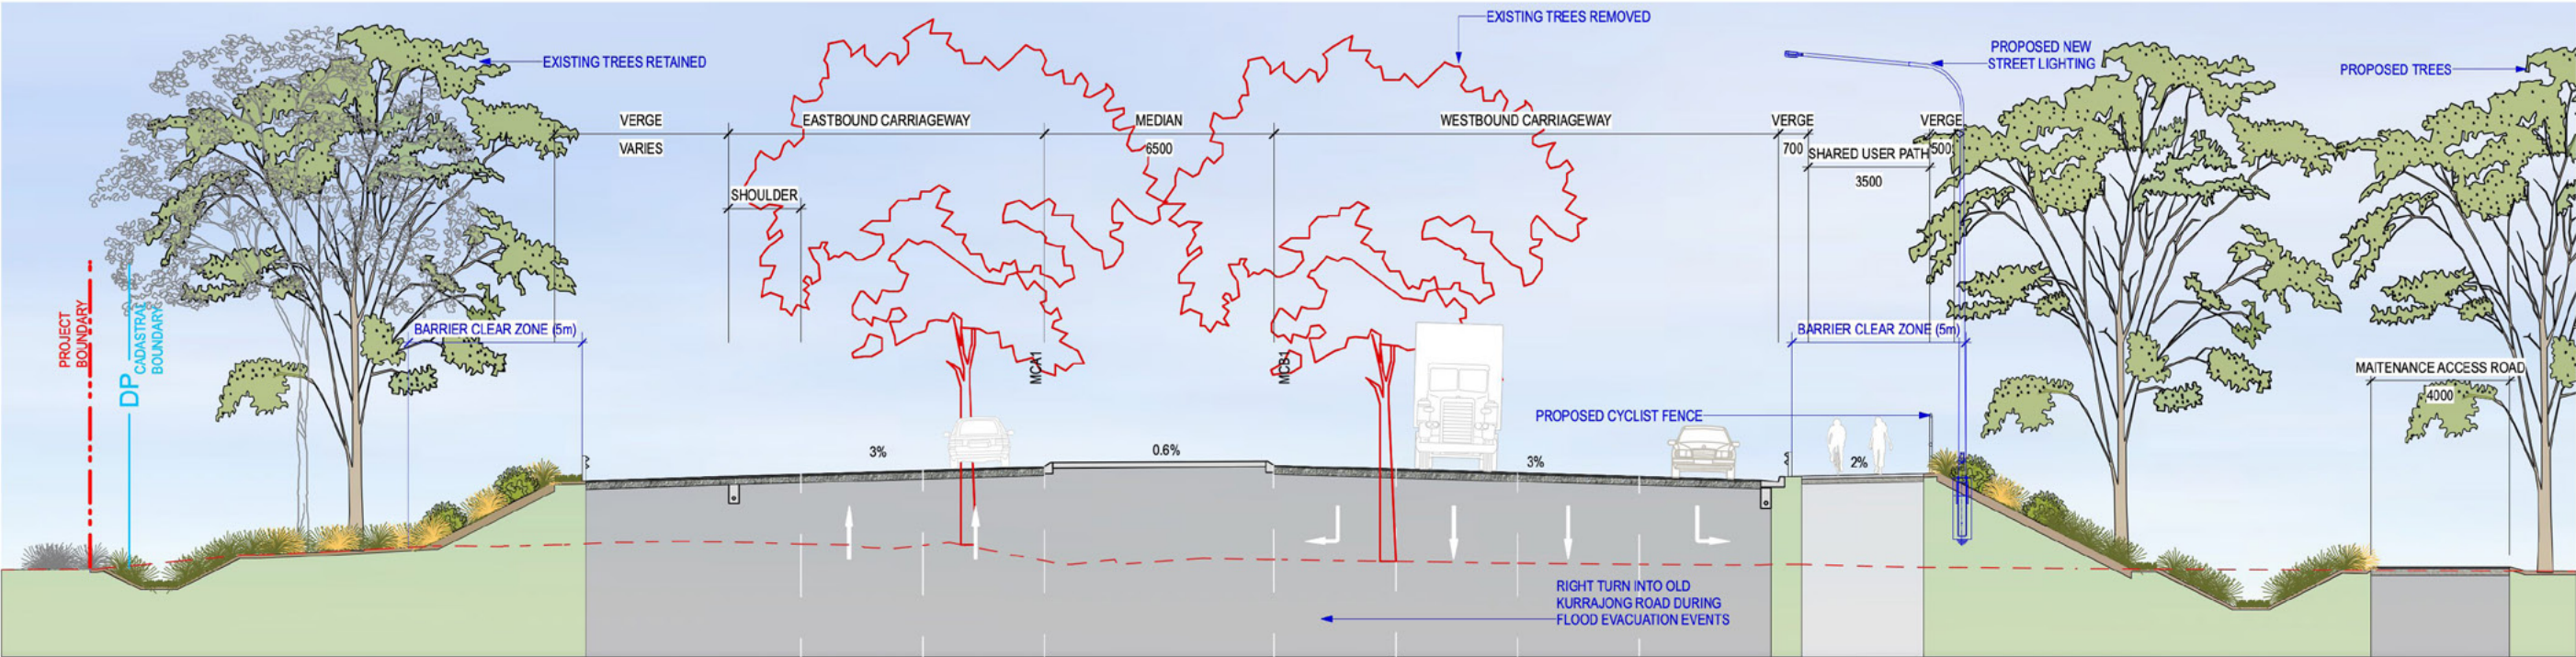 EXISTING TREES REMOVED
EXISTING TREES RETAINED
PROPOSED NEW
STREET LIGHTING
PROPOSED TREES
VERGE
VARIES
EASTBOUND CARRIAGEWAY
MEDIAN
6500
WESTBOUND CARRIAGEWAY
VERGE
700
SHARED USER PATH
3500
VERGE
500
SHOULDER
PROJECT
BOUNDARY
DP
CADASTRAL
BOUNDARY
BARRIER CLEAR ZONE (5m)
MCA1
MCB1
BARRIER CLEAR ZONE (5m)
MAITENANCE ACCESS ROAD
4000
PROPOSED CYCLIST FENCE
3%
0.6%
3%
2%
RIGHT TURN INTO OLD
KURRAJONG ROAD DURING
FLOOD EVACUATION EVENTS